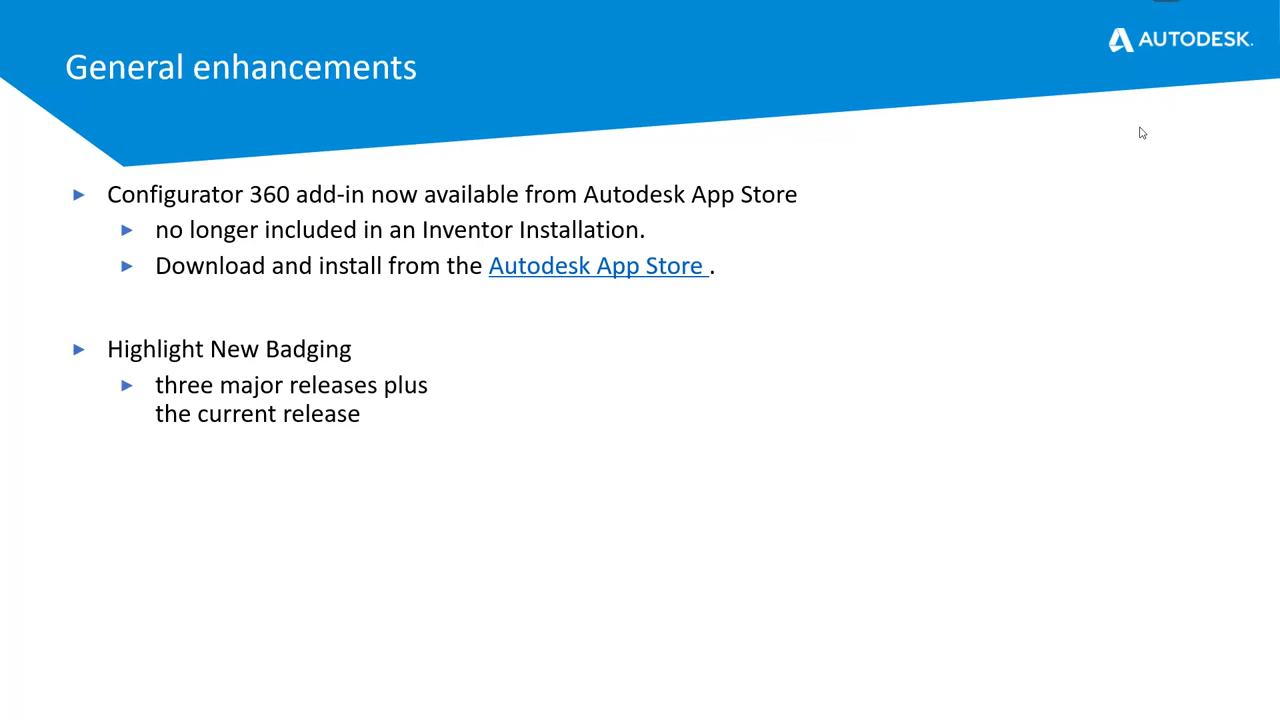 AUTODESK.
General enhancements
Configurator 360 add-in now available from Autodesk App Store
no longer included in an Inventor Installation.
Download and install from the Autodesk App Store .
Highlight New Badging
three major releases plus
the current release